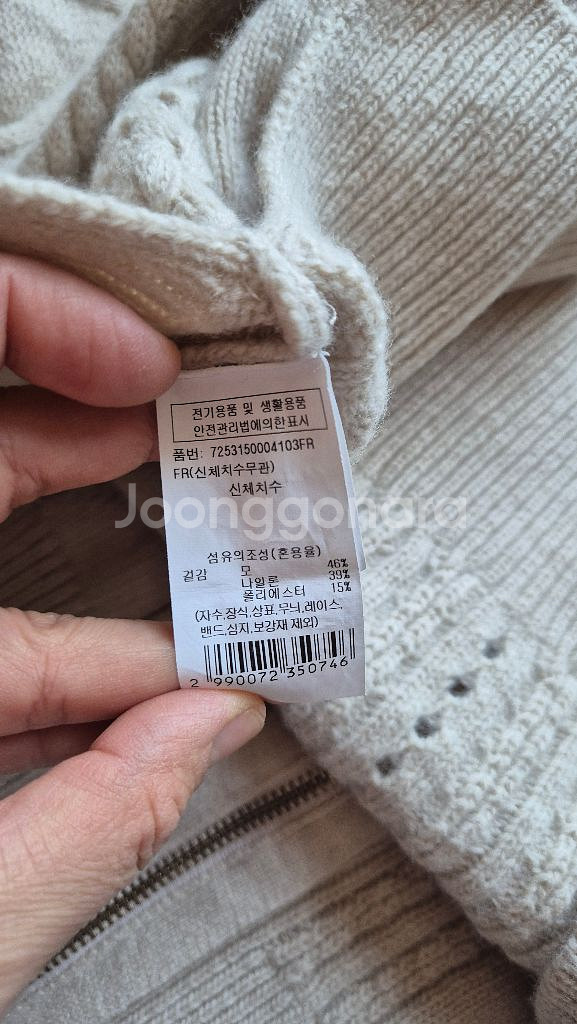 전기용품 및 생활용품
안전관리법에의한표시
품번: 7253150004103FR
FR(신체치수무관)
신체치수
Joonggonara
섬유의조성(혼용율)
겉감 모 46%
나일론 39%
폴리에스터 15%
(자수,장식,상표,무늬,레이스,
밴드,심지,보강재 제외)
2 990072 350746